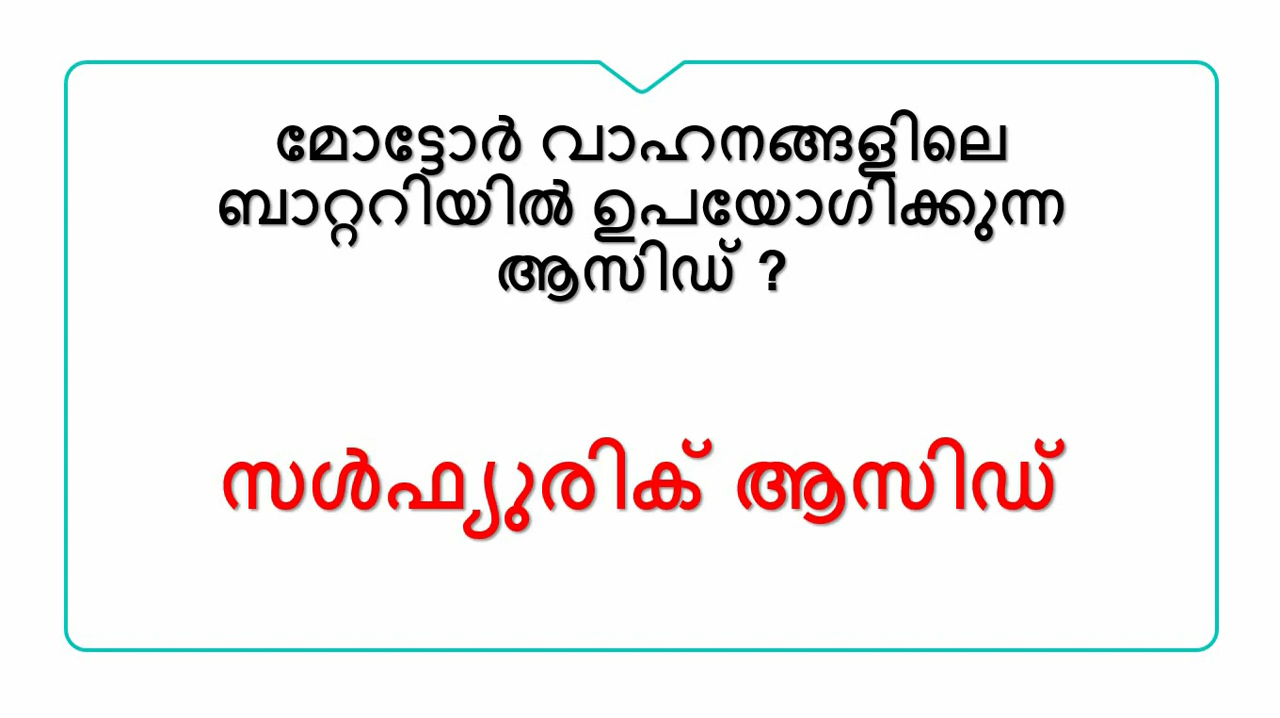 മോട്ടോർ വാഹനങ്ങളിലെ
ബാറ്ററിയിൽ ഉപയോഗിക്കുന്ന
ആസിഡ് ?
സൾഫ്യുരിക് ആസിഡ്